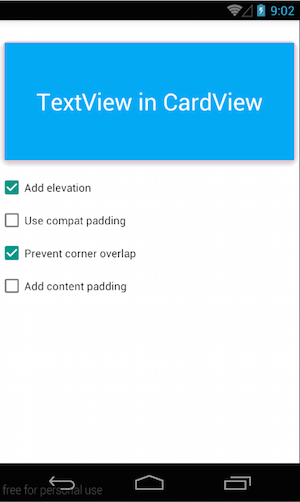 9:02
TextView in CardView
Add elevation
Use compat padding
Prevent corner overlap
Add content padding
free for personal use